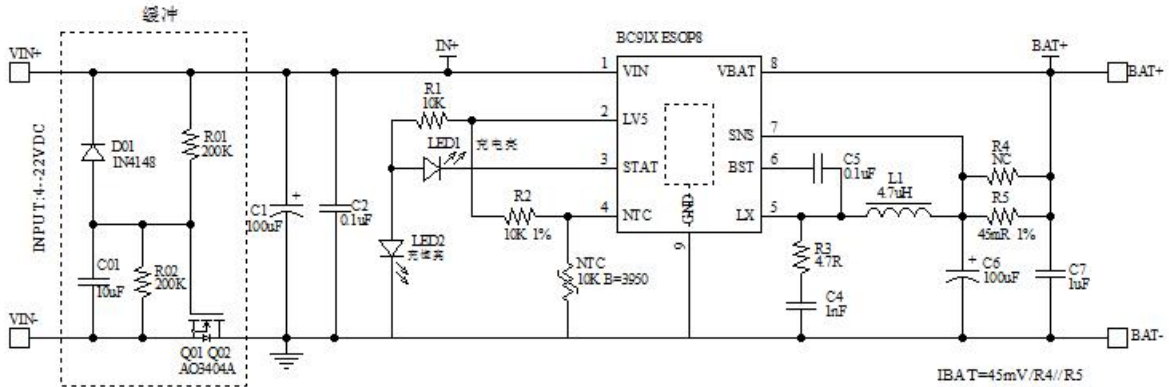 缓冲
VIN+
IN+
BC91X ESOP8
BAT+
1
VIN
VBAT
8
BAT+
R1
10K
2
LV5
SNS
7
D01
1N4148
R01
200K
LED1
充电亮
3
STAT
BST
6
C5
0.1uF
R4
NC
L1
4.7uH
INPUT:4--22VDC
C1
+
100uF
C2
0.1uF
R2
10K 1%
4
NTC
GND
LX
5
R5
45mR 1%
LED2
9
R3
4.7R
C01
10uF
R02
200K
NTC
10K B=3950
+
C6
100uF
C7
1uF
C4
1nF
VIN-
BAT-
Q01 Q02
AO3404A
IBAT=45mV/R4//R5